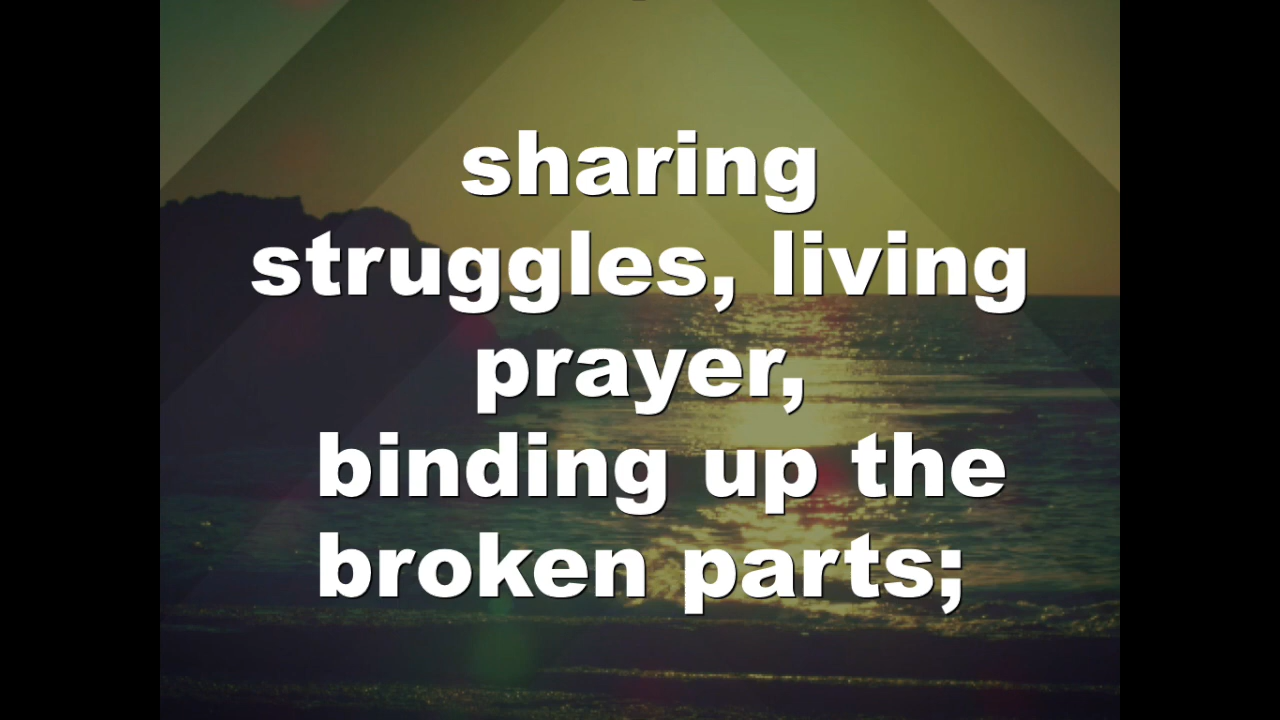 sharing
struggles, living
prayer,
binding up the
broken parts;